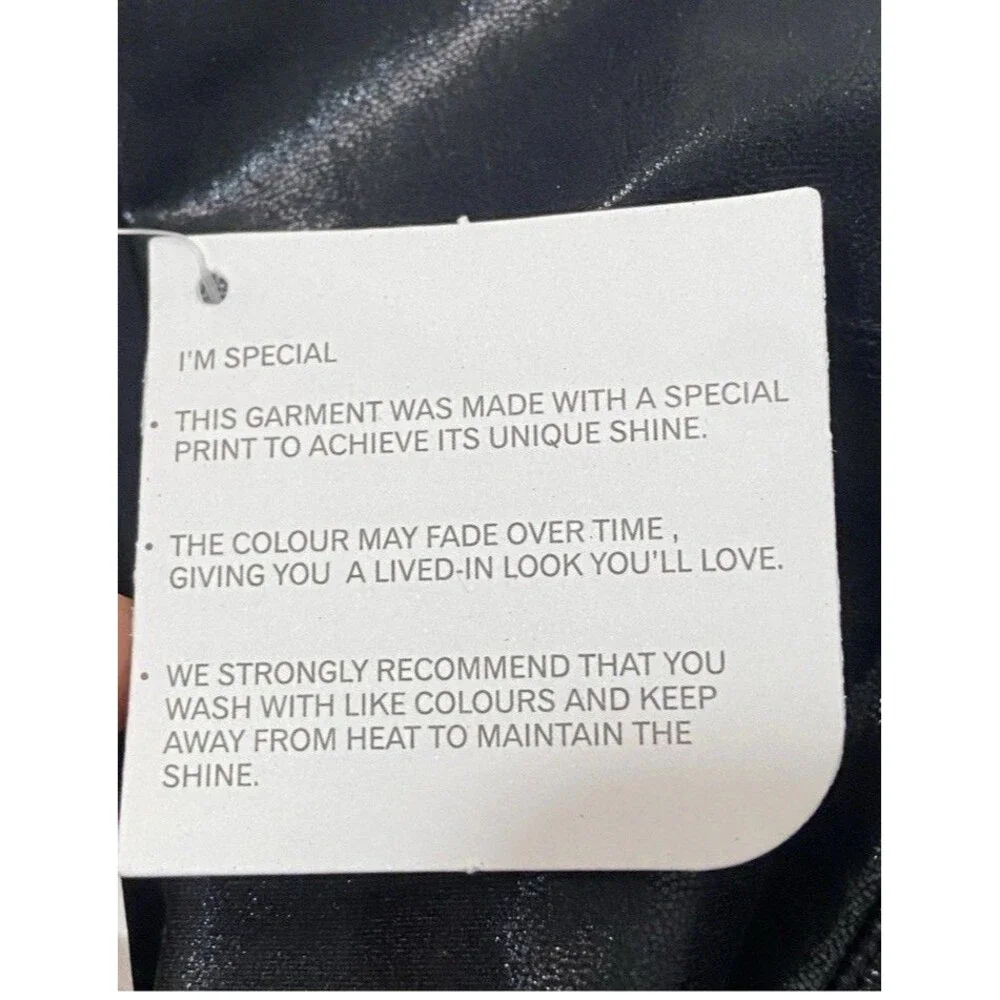 I'M SPECIAL
• THIS GARMENT WAS MADE WITH A SPECIAL
PRINT TO ACHIEVE ITS UNIQUE SHINE.
• THE COLOUR MAY FADE OVER TIME ,
GIVING YOU A LIVED-IN LOOK YOU'LL LOVE.
• WE STRONGLY RECOMMEND THAT YOU
WASH WITH LIKE COLOURS AND KEEP
AWAY FROM HEAT TO MAINTAIN THE
SHINE.